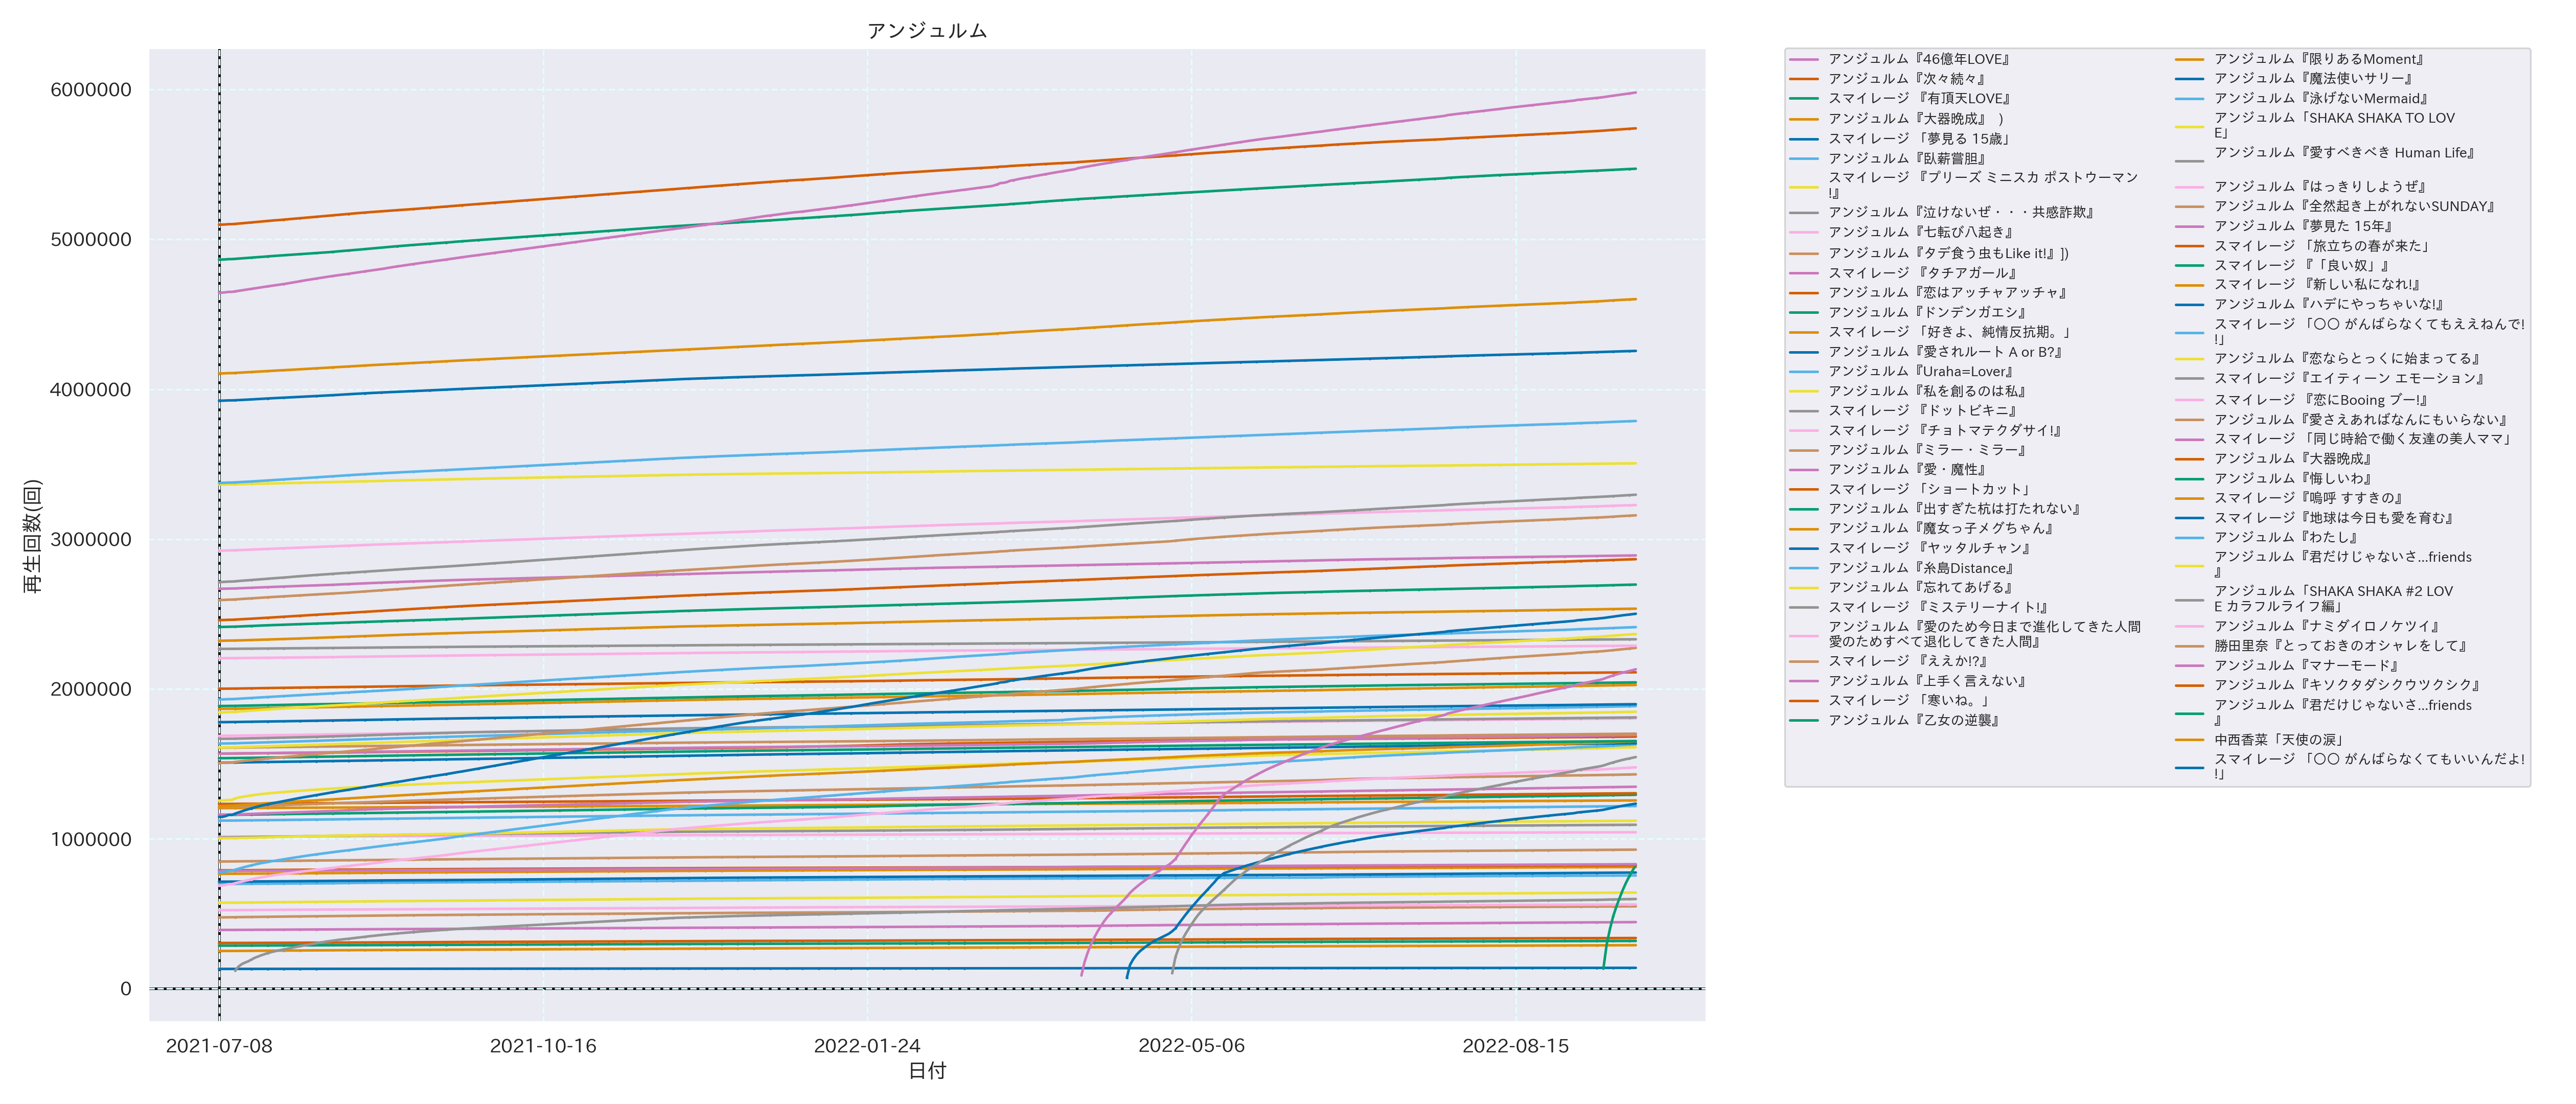 アンジュルム
6000000
5000000
4000000
3000000
2000000
1000000
0
再生回数(回)
2021-07-08
2021-10-16
2022-01-24
2022-05-06
2022-08-15
日付
アンジュルム『46億年LOVE』
アンジュルム『次々続々』
スマイレージ 『有頂天LOVE』
アンジュルム『大器晩成』 )
スマイレージ 「夢見る 15歳」
アンジュルム『臥薪嘗胆』
スマイレージ 『プリーズ ミニスカ ポストウーマン
!』
アンジュルム『泣けないぜ・・・共感詐欺』
アンジュルム『七転び八起き』
アンジュルム『タデ食う虫もLike it!』])
スマイレージ 『タチアガール』
アンジュルム『恋はアッチャアッチャ』
アンジュルム『ドンデンガエシ』
スマイレージ 「好きよ、純情反抗期。」
アンジュルム『愛されルート A or B?』
アンジュルム『Uraha=Lover』
アンジュルム『私を創るのは私』
スマイレージ 『ドットビキニ』
スマイレージ 『チョトマテクダサイ!』
アンジュルム『ミラー・ミラー』
アンジュルム『愛・魔性』
スマイレージ 「ショートカット」
アンジュルム『出すぎた杭は打たれない』
アンジュルム『魔女っ子メグちゃん』
スマイレージ 『ヤッタルチャン』
アンジュルム『糸島Distance』
アンジュルム『忘れてあげる』
スマイレージ 『ミステリーナイト!』
アンジュルム『愛のため今日まで進化してきた人間
愛のためすべて退化してきた人間』
スマイレージ 『ええか!?』
アンジュルム『上手く言えない』
スマイレージ 「寒いね。」
アンジュルム『乙女の逆襲』
アンジュルム『限りあるMoment』
アンジュルム『魔法使いサリー』
アンジュルム『泳げないMermaid』
アンジュルム「SHAKA SHAKA TO LOV
E」
アンジュルム『愛すべきべき Human Life』
アンジュルム『はっきりしようぜ』
アンジュルム『全然起き上がれないSUNDAY』
アンジュルム『夢見た 15年』
スマイレージ 「旅立ちの春が来た」
スマイレージ 『「良い奴」』
スマイレージ 『新しい私になれ!』
アンジュルム『ハデにやっちゃいな!』
スマイレージ 「〇〇 がんばらなくてもええねんで!
!」
アンジュルム『恋ならとっくに始まってる』
スマイレージ『エイティーン エモーション』
スマイレージ 『恋にBooing ブー!』
アンジュルム『愛さえあればなんにもいらない』
スマイレージ 「同じ時給で働く友達の美人ママ」
アンジュルム『大器晩成』
アンジュルム『悔しいわ』
スマイレージ『嗚呼 すすきの』
スマイレージ『地球は今日も愛を育む』
アンジュルム『わたし』
アンジュルム『君だけじゃないさ...friends
』
アンジュルム「SHAKA SHAKA #2 LOV
E カラフルライフ編」
アンジュルム『ナミダイロノケツイ』
勝田里奈『とっておきのオシャレをして』
アンジュルム『マナーモード』
アンジュルム『キソクタダシクウツクシク』
アンジュルム『君だけじゃないさ...friends
』
中西香菜「天使の涙」
スマイレージ 「〇〇 がんばらなくてもいいんだよ!
!」